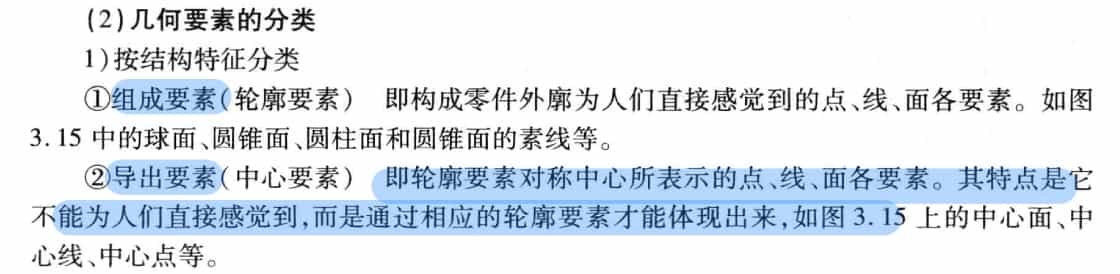 (2)几何要素的分类
1)按结构特征分类
①组成要素(轮廓要素) 即构成零件外廓为人们直接感觉到的点、线、面各要素。如图
3.15 中的球面、圆锥面、圆柱面和圆锥面的素线等。
②导出要素(中心要素) 即轮廓要素对称中心所表示的点、线、面各要素。其特点是它
不能为人们直接感觉到,而是通过相应的轮廓要素才能体现出来,如图 3.15 上的中心面、中
心线、中心点等。